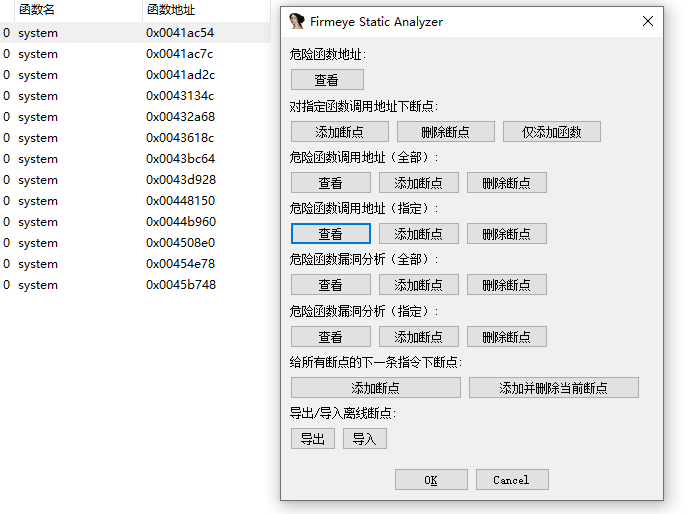 函数名 函数地址
0 system 0x0041ac54
0 system 0x0041ac7c
0 system 0x0041ad2c
0 system 0x0043134c
0 system 0x00432a68
0 system 0x0043618c
0 system 0x0043bc64
0 system 0x0043d928
0 system 0x00448150
0 system 0x0044b960
0 system 0x004508e0
0 system 0x00454e78
0 system 0x0045b748
Firmeye Static Analyzer
危险函数地址:
查看
对指定函数调用地址下断点:
添加断点 删除断点 仅添加函数
危险函数调用地址（全部）:
查看 添加断点 删除断点
危险函数调用地址（指定）:
查看 添加断点 删除断点
危险函数漏洞分析（全部）:
查看 添加断点 删除断点
危险函数漏洞分析（指定）:
查看 添加断点 删除断点
给所有断点的下一条指令下断点:
添加断点 添加并删除当前断点
导出/导入离线断点:
导出 导入
OK Cancel